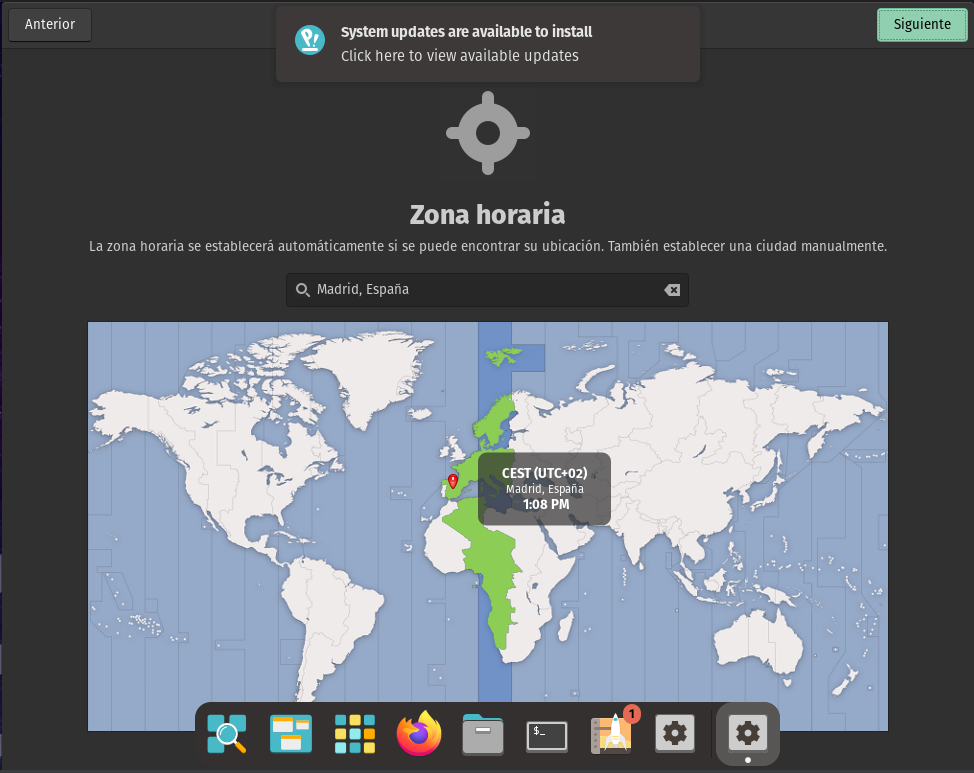 Anterior
System updates are available to install
Click here to view available updates
Siguiente
Zona horaria
La zona horaria se establecerá automáticamente si se puede encontrar su ubicación. También establecer una ciudad manualmente.
Madrid, España
CEST (UTC+02)
Madrid, España
1:08 PM
$_
1